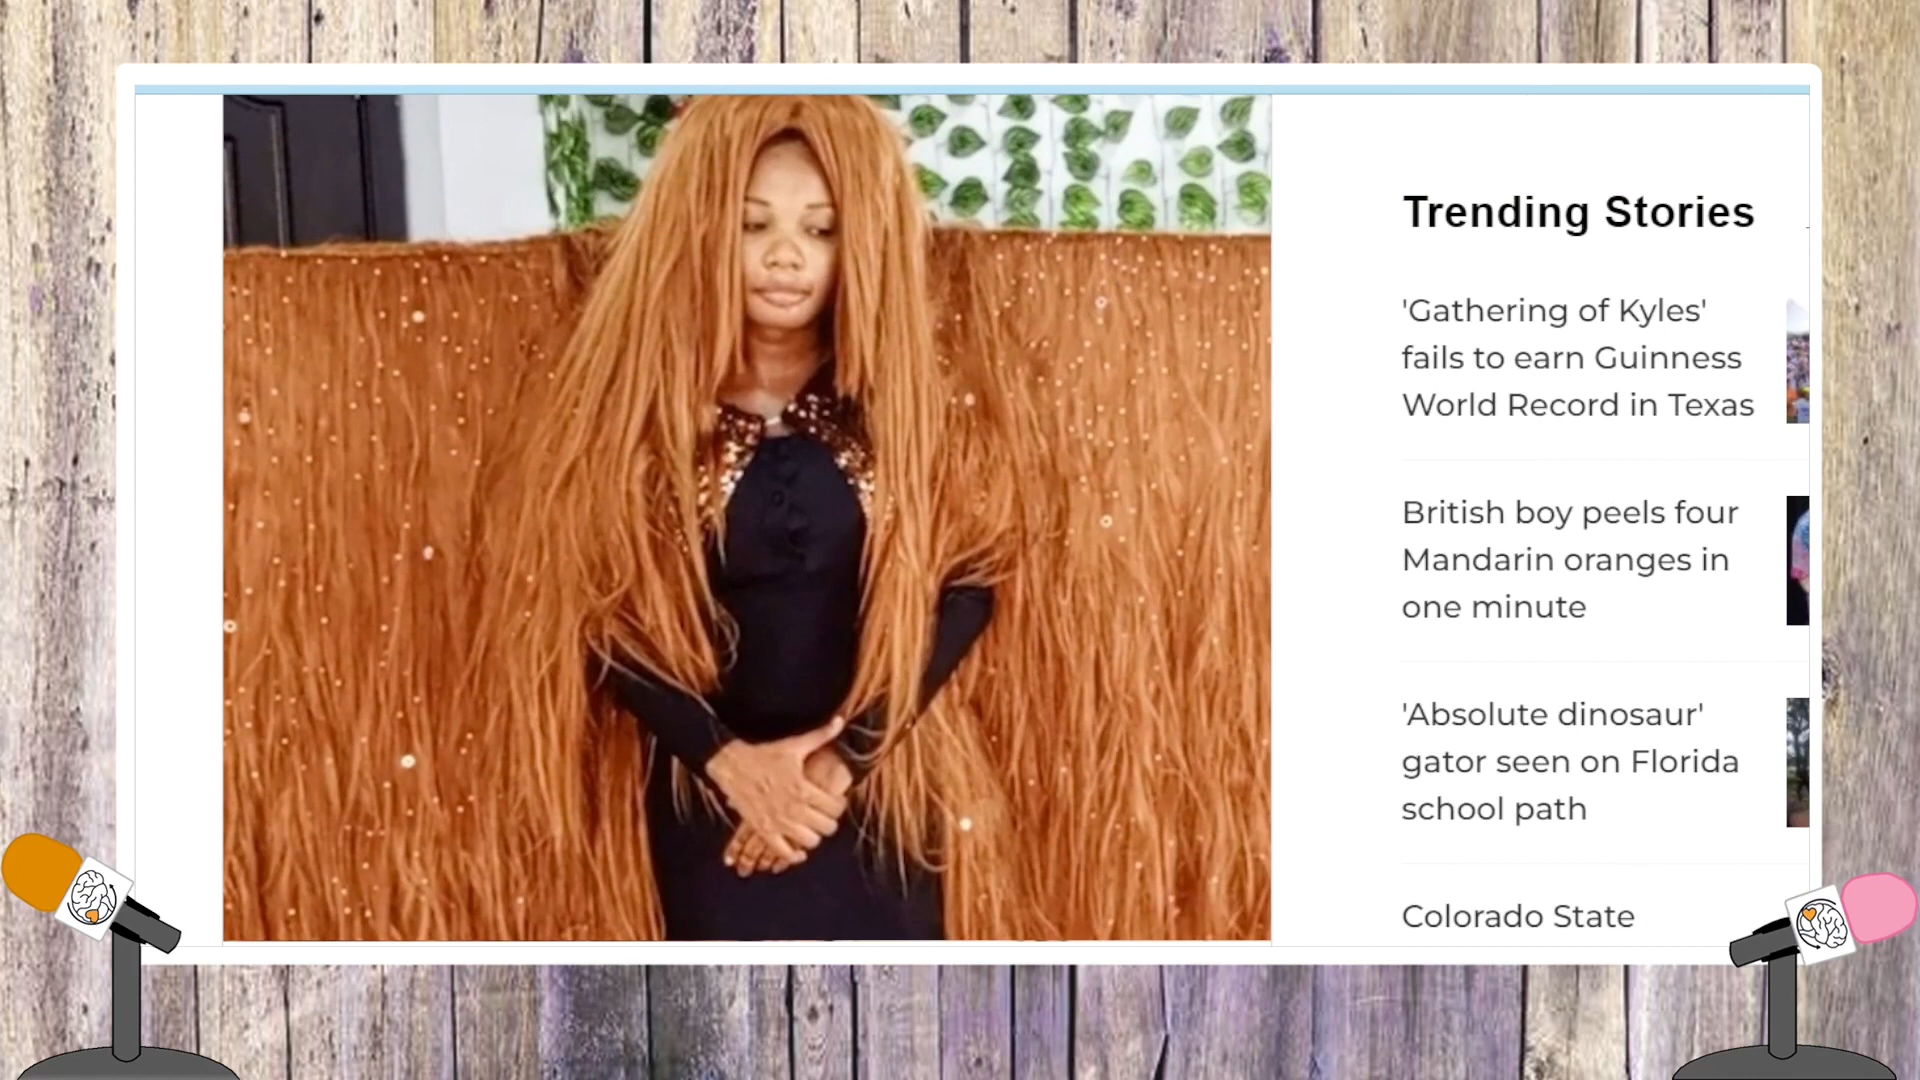 Trending Stories
'Gathering of Kyles'
fails to earn Guinness
World Record in Texas
British boy peels four
Mandarin oranges in
one minute
'Absolute dinosaur'
gator seen on Florida
school path
Colorado State